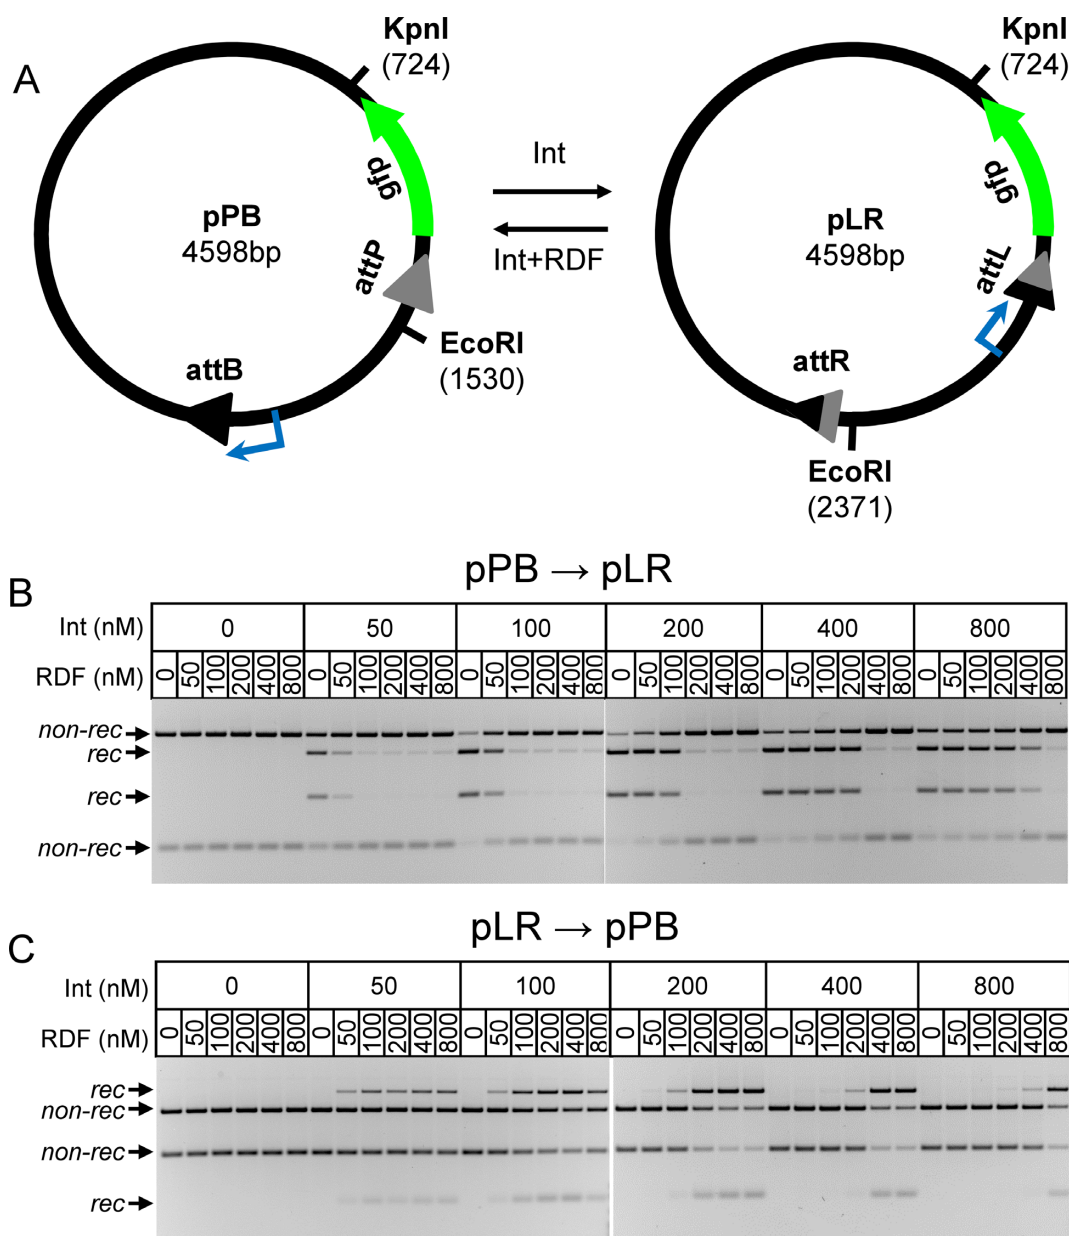 A
KpnI
(724)
gfp
pPB
4598bp
attP
EcoRI
(1530)
attB
Int
Int+RDF
KpnI
(724)
gfp
pLR
4598bp
attL
attR
EcoRI
(2371)
B
pPB → pLR
Int (nM) 0 50 100 200 400 800
RDF (nM) 0 50 100 200 400 800 0 50 100 200 400 800 0 50 100 200 400 800 0 50 100 200 400 800 0 50 100 200 400 800 0 50 100 200 400 800
non-rec
rec
rec
non-rec
C
pLR → pPB
Int (nM) 0 50 100 200 400 800
RDF (nM) 0 50 100 200 400 800 0 50 100 200 400 800 0 50 100 200 400 800 0 50 100 200 400 800 0 50 100 200 400 800 0 50 100 200 400 800
rec
non-rec
non-rec
rec